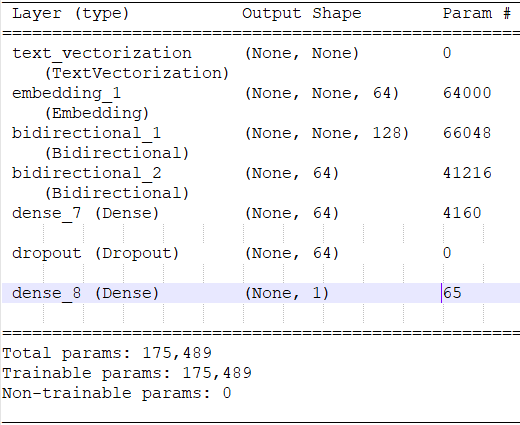 Layer (type) Output Shape Param #
=================================================
text_vectorization (None, None) 0
(TextVectorization)
embedding_1 (None, None, 64) 64000
(Embedding)
bidirectional_1 (None, None, 128) 66048
(Bidirectional)
bidirectional_2 (None, 64) 41216
(Bidirectional)
dense_7 (Dense) (None, 64) 4160
dropout (Dropout) (None, 64) 0
dense_8 (Dense) (None, 1) 65
=================================================
Total params: 175,489
Trainable params: 175,489
Non-trainable params: 0